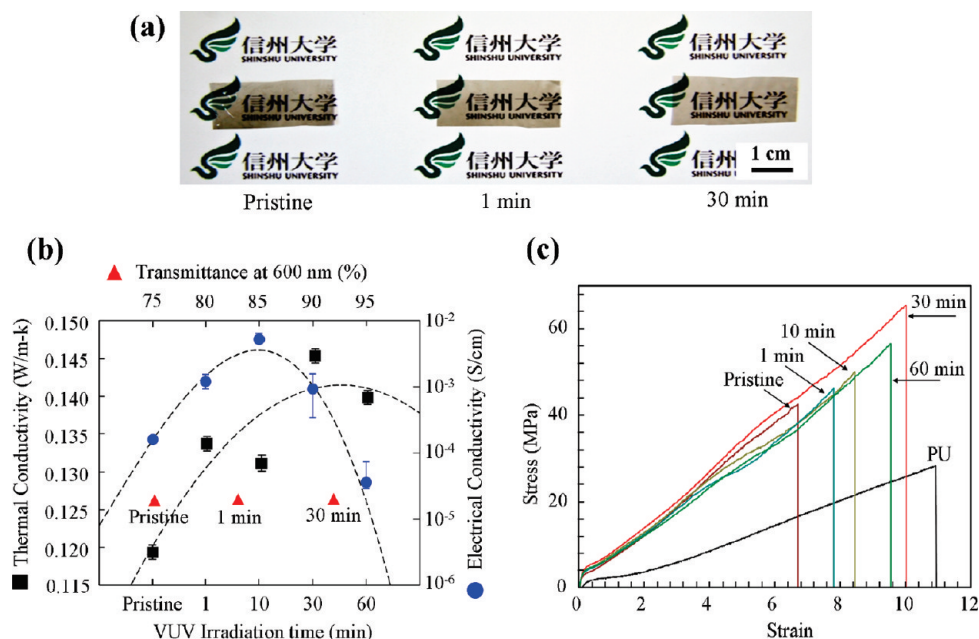 (a)
信州大学
SHINSHU UNIVERSITY
信州大学
SHINSHU UNIVERSITY
信州大学
SHINSHU UNIVERSITY
信州大学
SHINSHU UNIVERSITY
信州大学
SHINSHU UNIVERSITY
信州大学
SHINSHU UNIVERSITY
信州大学
SHINSHU UNIVERSITY
信州大学
SHINSHU UNIVERSITY
信州
SHINSHU
1 cm
Pristine 1 min 30 min
(b)
Transmittance at 600 nm (%)
75 80 85 90 95
Thermal Conductivity (W/m-k)
0.150
0.145
0.140
0.135
0.130
0.125
0.120
0.115
Pristine 1 min 30 min
10-2
10-3
10-4
10-5
10-6
Electrical Conductivity (S/cm)
Pristine 1 10 30 60
VUV Irradiation time (min)
(c)
Stress (MPa)
60
40
20
0
30 min
10 min
1 min
60 min
Pristine
PU
0 2 4 6 8 10 12
Strain